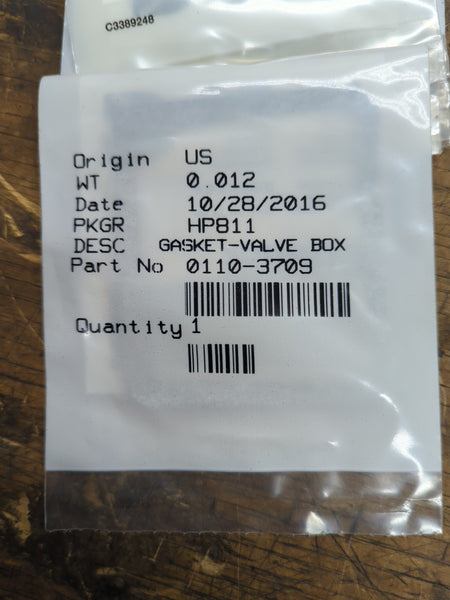 C3389248
Origin US
WT 0.012
Date 10/28/2016
PKGR HP811
DESC GASKET-VALVE BOX
Part No 0110-3709
Quantity 1